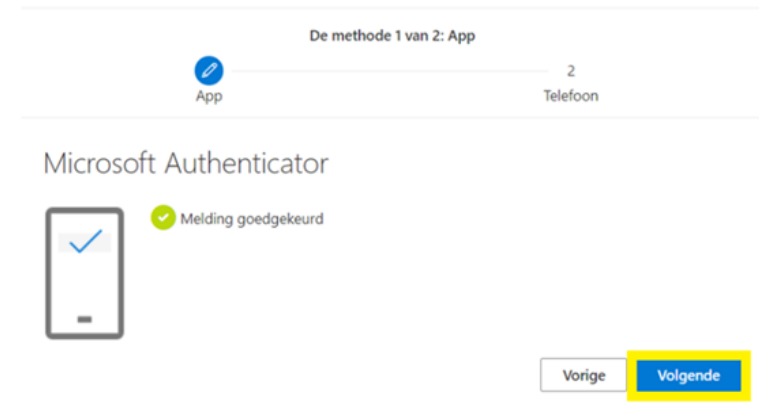 De methode 1 van 2: App
2
App
Telefoon
Microsoft Authenticator
Melding goedgekeurd
Vorige
Volgende